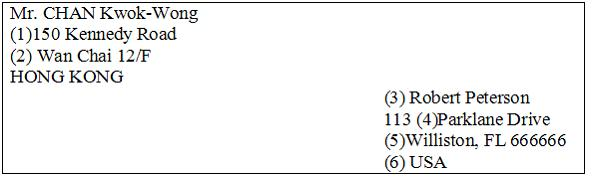 Mr. CHAN Kwok-Wong
(1)150 Kennedy Road
(2) Wan Chai 12/F
HONG KONG
(3) Robert Peterson
113 (4)Parklane Drive
(5)Williston, FL 666666
(6) USA